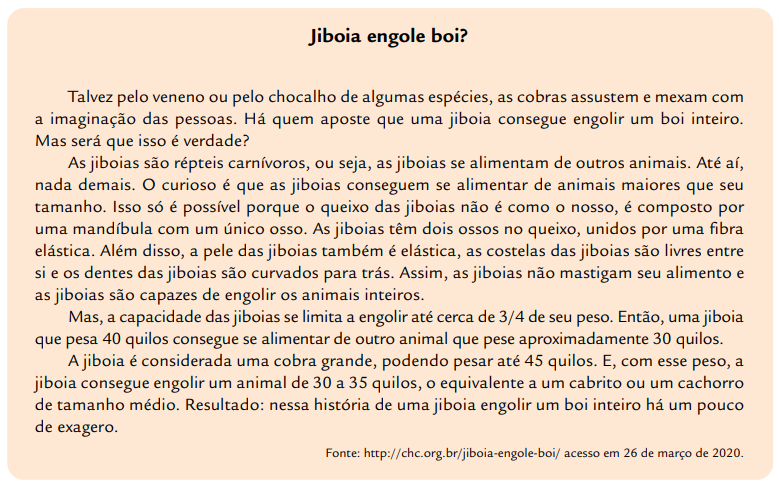 Jiboia engole boi?
Talvez pelo veneno ou pelo chocalho de algumas espécies, as cobras assustem e mexam com
a imaginação das pessoas. Há quem aposte que uma jiboia consegue engolir um boi inteiro.
Mas será que isso é verdade?
As jiboias são répteis carnívoros, ou seja, as jiboias se alimentam de outros animais. Até aí,
nada demais. O curioso é que as jiboias conseguem se alimentar de animais maiores que seu
tamanho. Isso só é possível porque o queixo das jiboias não é como o nosso, é composto por
uma mandíbula com um único osso. As jiboias têm dois ossos no queixo, unidos por uma fibra
elástica. Além disso, a pele das jiboias também é elástica, as costelas das jiboias são livres entre
si e os dentes das jiboias são curvados para trás. Assim, as jiboias não mastigam seu alimento e
as jiboias são capazes de engolir os animais inteiros.
Mas, a capacidade das jiboias se limita a engolir até cerca de 3/4 de seu peso. Então, uma jiboia
que pesa 40 quilos consegue se alimentar de outro animal que pese aproximadamente 30 quilos.
A jiboia é considerada uma cobra grande, podendo pesar até 45 quilos. E, com esse peso, a
jiboia consegue engolir um animal de 30 a 35 quilos, o equivalente a um cabrito ou um cachorro
de tamanho médio. Resultado: nessa história de uma jiboia engolir um boi inteiro há um pouco
de exagero.
Fonte: http://chc.org.br/jiboia-engole-boi/ acesso em 26 de março de 2020.